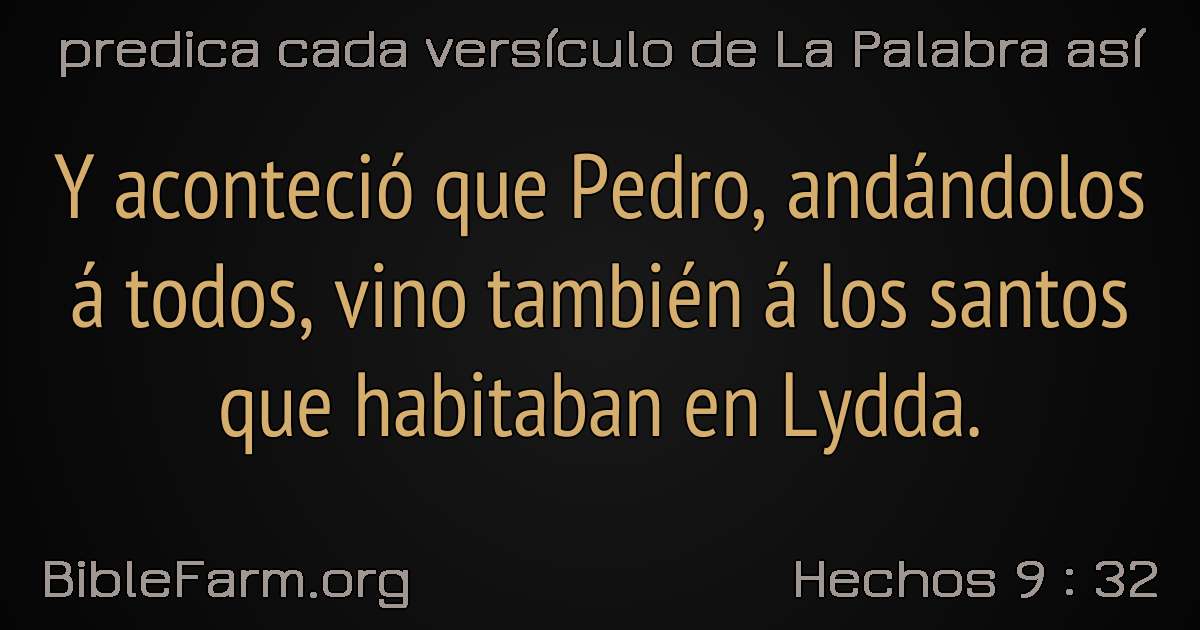 predica cada versículo de La Palabra así
Y aconteció que Pedro, andándolos
á todos, vino también á los santos
que habitaban en Lydda.
BibleFarm.org
Hechos 9 : 32